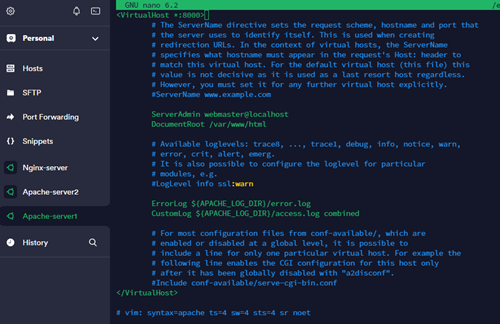 GNU nano 6.2
/e
Personal
Hosts
SFTP
Port Forwarding
Snippets
Nginx-server
Apache-server2
Apache-server1
History
<VirtualHost *:8000>
# The ServerName directive sets the request scheme, hostname and port that
# the server uses to identify itself. This is used when creating
# redirection URLs. In the context of virtual hosts, the ServerName
# specifies what hostname must appear in the request's Host: header to
# match this virtual host. For the default virtual host (this file) this
# value is not decisive as it is used as a last resort host regardless.
# However, you must set it for any further virtual host explicitly.
#ServerName www.example.com
ServerAdmin webmaster@localhost
DocumentRoot /var/www/html
# Available loglevels: trace8, ..., trace1, debug, info, notice, warn,
# error, crit, alert, emerg.
# It is also possible to configure the loglevel for particular
# modules, e.g.
#LogLevel info ssl:warn
ErrorLog ${APACHE_LOG_DIR}/error.log
CustomLog ${APACHE_LOG_DIR}/access.log combined
# For most configuration files from conf-available/, which are
# enabled or disabled at a global level, it is possible to
# include a line for only one particular virtual host. For example the
# following line enables the CGI configuration for this host only
# after it has been globally disabled with "a2disconf".
#Include conf-available/serve-cgi-bin.conf
</VirtualHost>
# vim: syntax=apache ts=4 sw=4 sts=4 sr noet